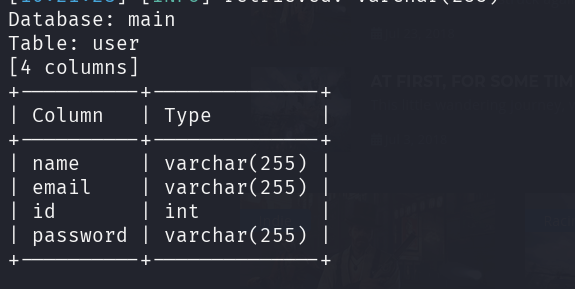 [INFO] retrieved: varchar(255)
Database: main
Table: user
[4 columns]
+----------+--------------+
| Column   | Type         |
+----------+--------------+
| name     | varchar(255) |
| email    | varchar(255) |
| id       | int          |
| password | varchar(255) |
+----------+--------------+
AT FIRST, FOR SOME TIM